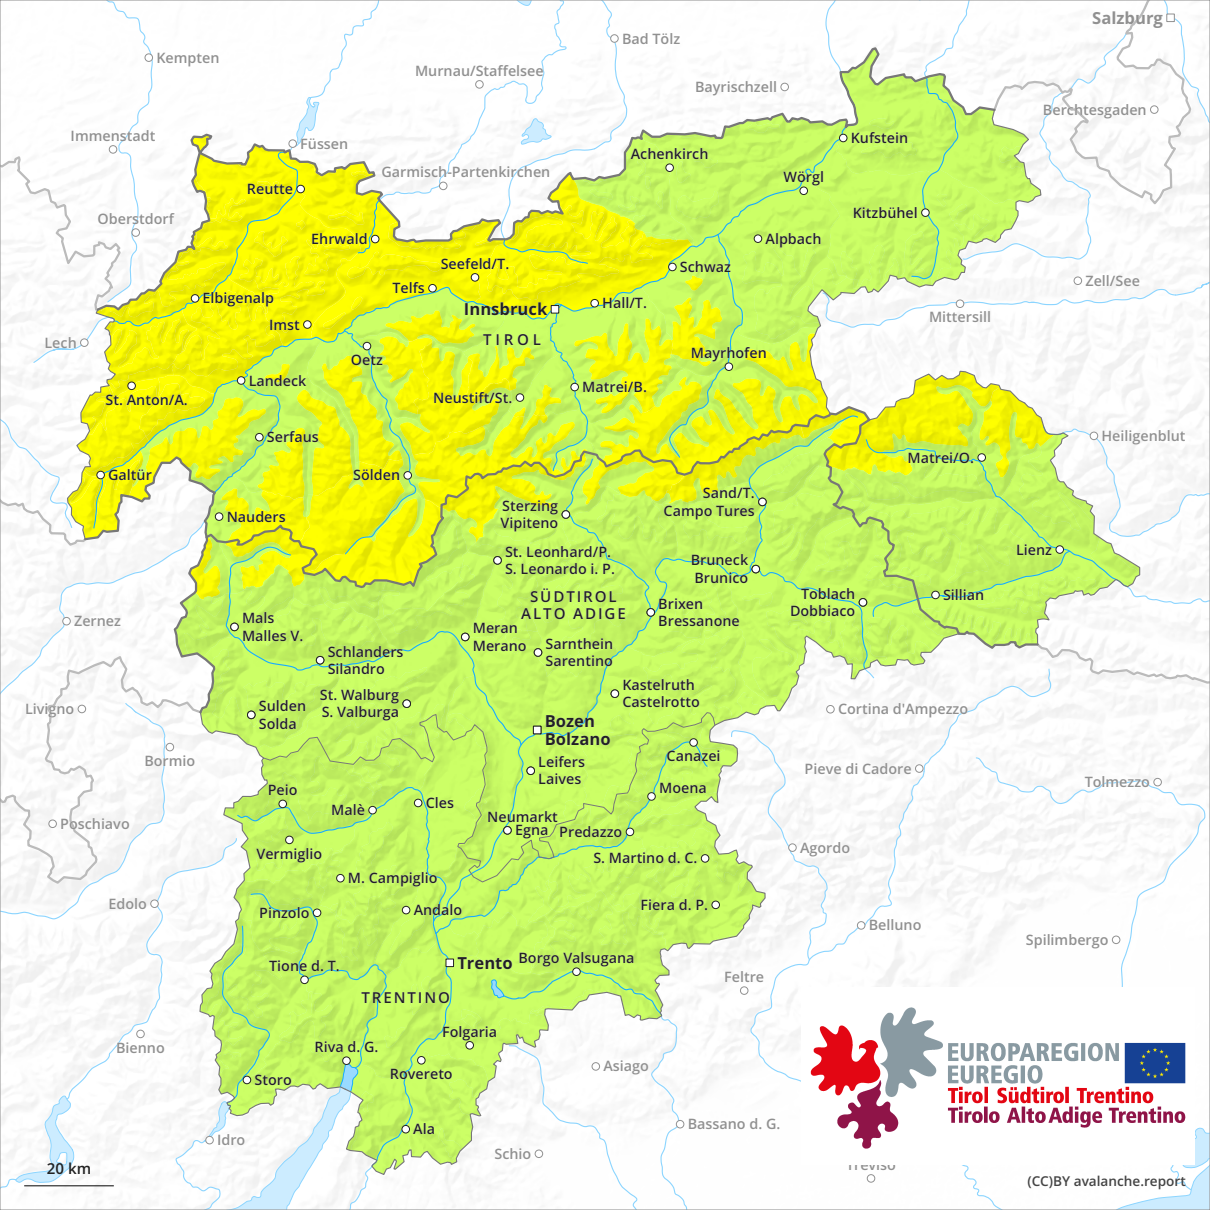 Salzburg
Bad Tölz
Kempten
Murnau/Staffelsee
Bayrischzell
Berchtesgaden
Immenstadt
Füssen
Kufstein
Achenkirch
Garmisch-Partenkirchen
Wörgl
Reutte
Oberstdorf
Kitzbühel
Ehrwald
Alpbach
Seefeld/T.
Schwaz
Zell/See
Telfs
Elbigenalp
Hall/T.
Innsbruck
Mittersill
Imst
TIROL
Lech
Oetz
Mayrhofen
Landeck
Matrei/B.
St. Anton/A.
Neustift/St.
Serfaus
Heiligenblut
Matrei/O.
Galtür
Sölden
Sand/T.
Campo Tures
Sterzing
Vipiteno
Nauders
St. Leonhard/P.
S. Leonardo i. P.
Lienz
Bruneck
Brunico
SÜDTIROL
ALTO ADIGE
Toblach
Dobbiaco
Sillian
Brixen
Bressanone
Zernez
Mals
Malles V.
Meran
Merano
Sarnthein
Sarentino
Schlanders
Silandro
Kastelruth
Castelrotto
St. Walburg
S. Valburga
Livigno
Sulden
Solda
Cortina d'Ampezzo
Bozen
Bolzano
Bormio
Canazei
Leifers
Laives
Pieve di Cadore
Tolmezzo
Peio
Moena
Malè
Cles
Neumarkt
Egna
Predazzo
Poschiavo
Vermiglio
Agordo
S. Martino d. C.
M. Campiglio
Edolo
Pinzolo
Andalo
Fiera d. P.
Belluno
Spilimbergo
Tione d. T.
Trento
Borgo Valsugana
Feltre
TRENTINO
Folgaria
Bienno
Riva d. G.
Rovereto
Asiago
Storo
EUROPAREGION
EUREGIO
Tirol Südtirol Trentino
Tirolo Alto Adige Trentino
Ala
Bassano d. G.
Idro
Schio
Treviso
20 km
(CC)BY avalanche.report